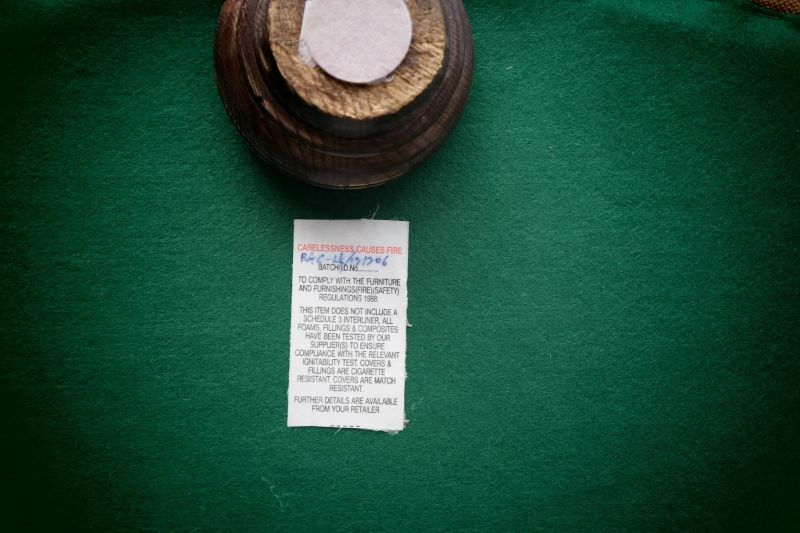 CARELESSNESS CAUSES FIRE
BATCH/I.D.No..........
TO COMPLY WITH THE FURNITURE
AND FURNISHINGS(FIRE)(SAFETY)
REGULATIONS 1988:
THIS ITEM DOES NOT INCLUDE A
SCHEDULE 3 INTERLINER, ALL
FOAMS, FILLINGS & COMPOSITES
HAVE BEEN TESTED BY OUR
SUPPLIER(S) TO ENSURE
COMPLIANCE WITH THE RELEVANT
IGNITABILITY TEST. COVERS &
FILLINGS ARE CIGARETTE
RESISTANT. COVERS ARE MATCH
RESISTANT.
FURTHER DETAILS ARE AVAILABLE
FROM YOUR RETAILER